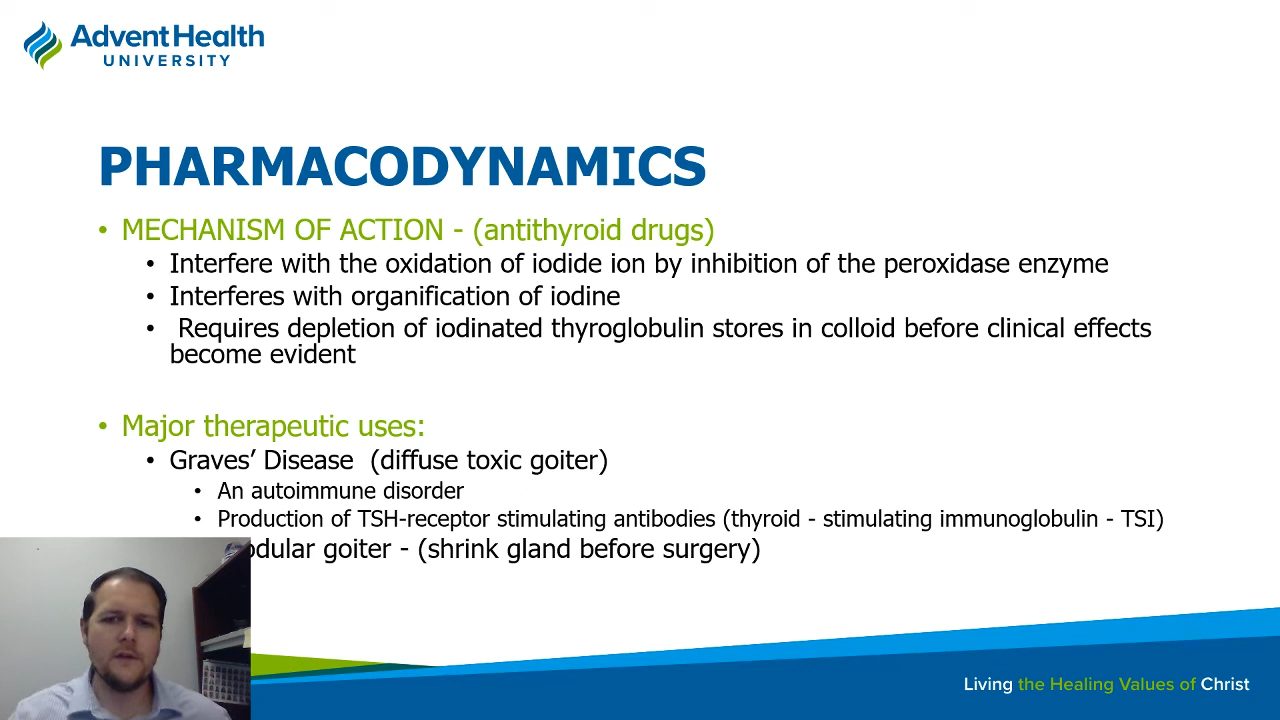 AdventHealth
UNIVERSITY
PHARMACODYNAMICS
• MECHANISM OF ACTION - (antithyroid drugs)
• Interfere with the oxidation of iodide ion by inhibition of the peroxidase enzyme
• Interferes with organification of iodine
• Requires depletion of iodinated thyroglobulin stores in colloid before clinical effects
become evident
• Major therapeutic uses:
• Graves’ Disease (diffuse toxic goiter)
• An autoimmune disorder
• Production of TSH-receptor stimulating antibodies (thyroid - stimulating immunoglobulin - TSI)
odular goiter - (shrink gland before surgery)
Living the Healing Values of Christ